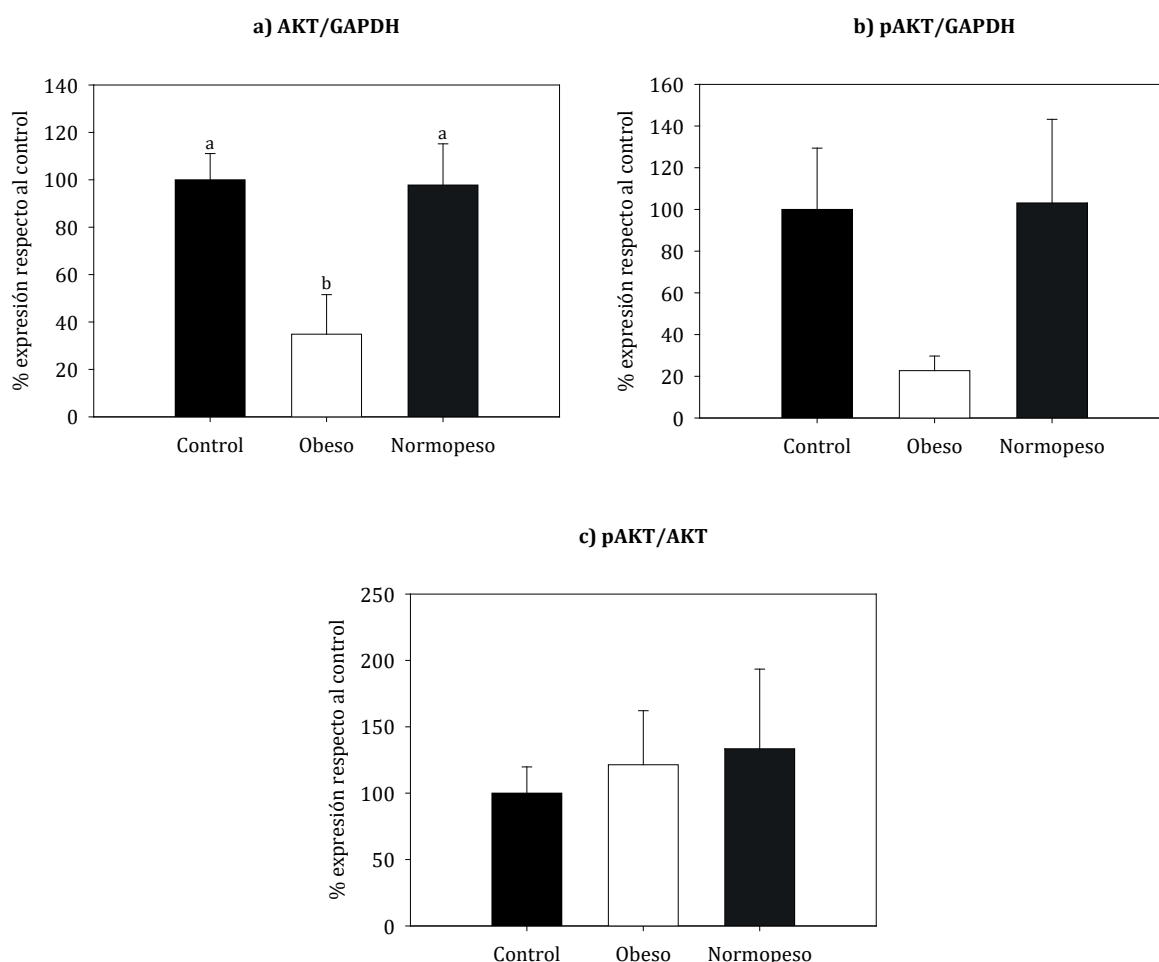 a) AKT/GAPDH
% expresión respecto al control
140
120
100
80
60
40
20
0
a
b
a
Control Obeso Normopeso
b) pAKT/GAPDH
% expresión respecto al control
160
140
120
100
80
60
40
20
0
Control Obeso Normopeso
c) pAKT/AKT
% expresión respecto al control
250
200
150
100
50
0
Control Obeso Normopeso